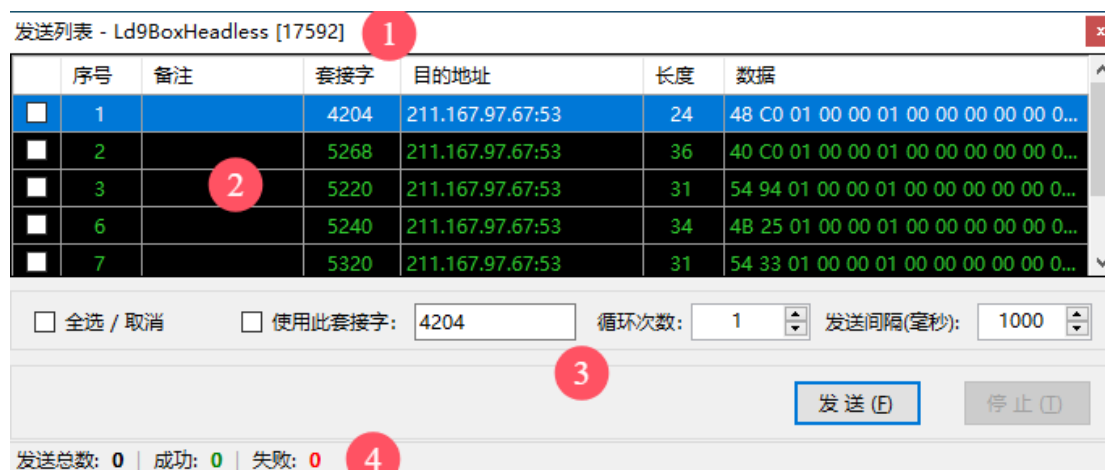 发送列表 - Ld9BoxHeadless [17592] 1 x
序号 备注 套接字 目的地址 长度 数据
1 4204 211.167.97.67:53 24 48 C0 01 00 00 01 00 00 00 00 00 0...
2 5268 211.167.97.67:53 36 40 C0 01 00 00 01 00 00 00 00 00 0...
3 2 5220 211.167.97.67:53 31 54 94 01 00 00 01 00 00 00 00 00 0...
6 5240 211.167.97.67:53 34 4B 25 01 00 00 01 00 00 00 00 00 0...
7 5320 211.167.97.67:53 31 54 33 01 00 00 01 00 00 00 00 00 0...
全选 / 取消 使用此套接字: 4204 循环次数: 1 发送间隔(毫秒): 1000
3
发 送 (F) 停 止 (T)
发送总数: 0 | 成功: 0 | 失败: 0 4